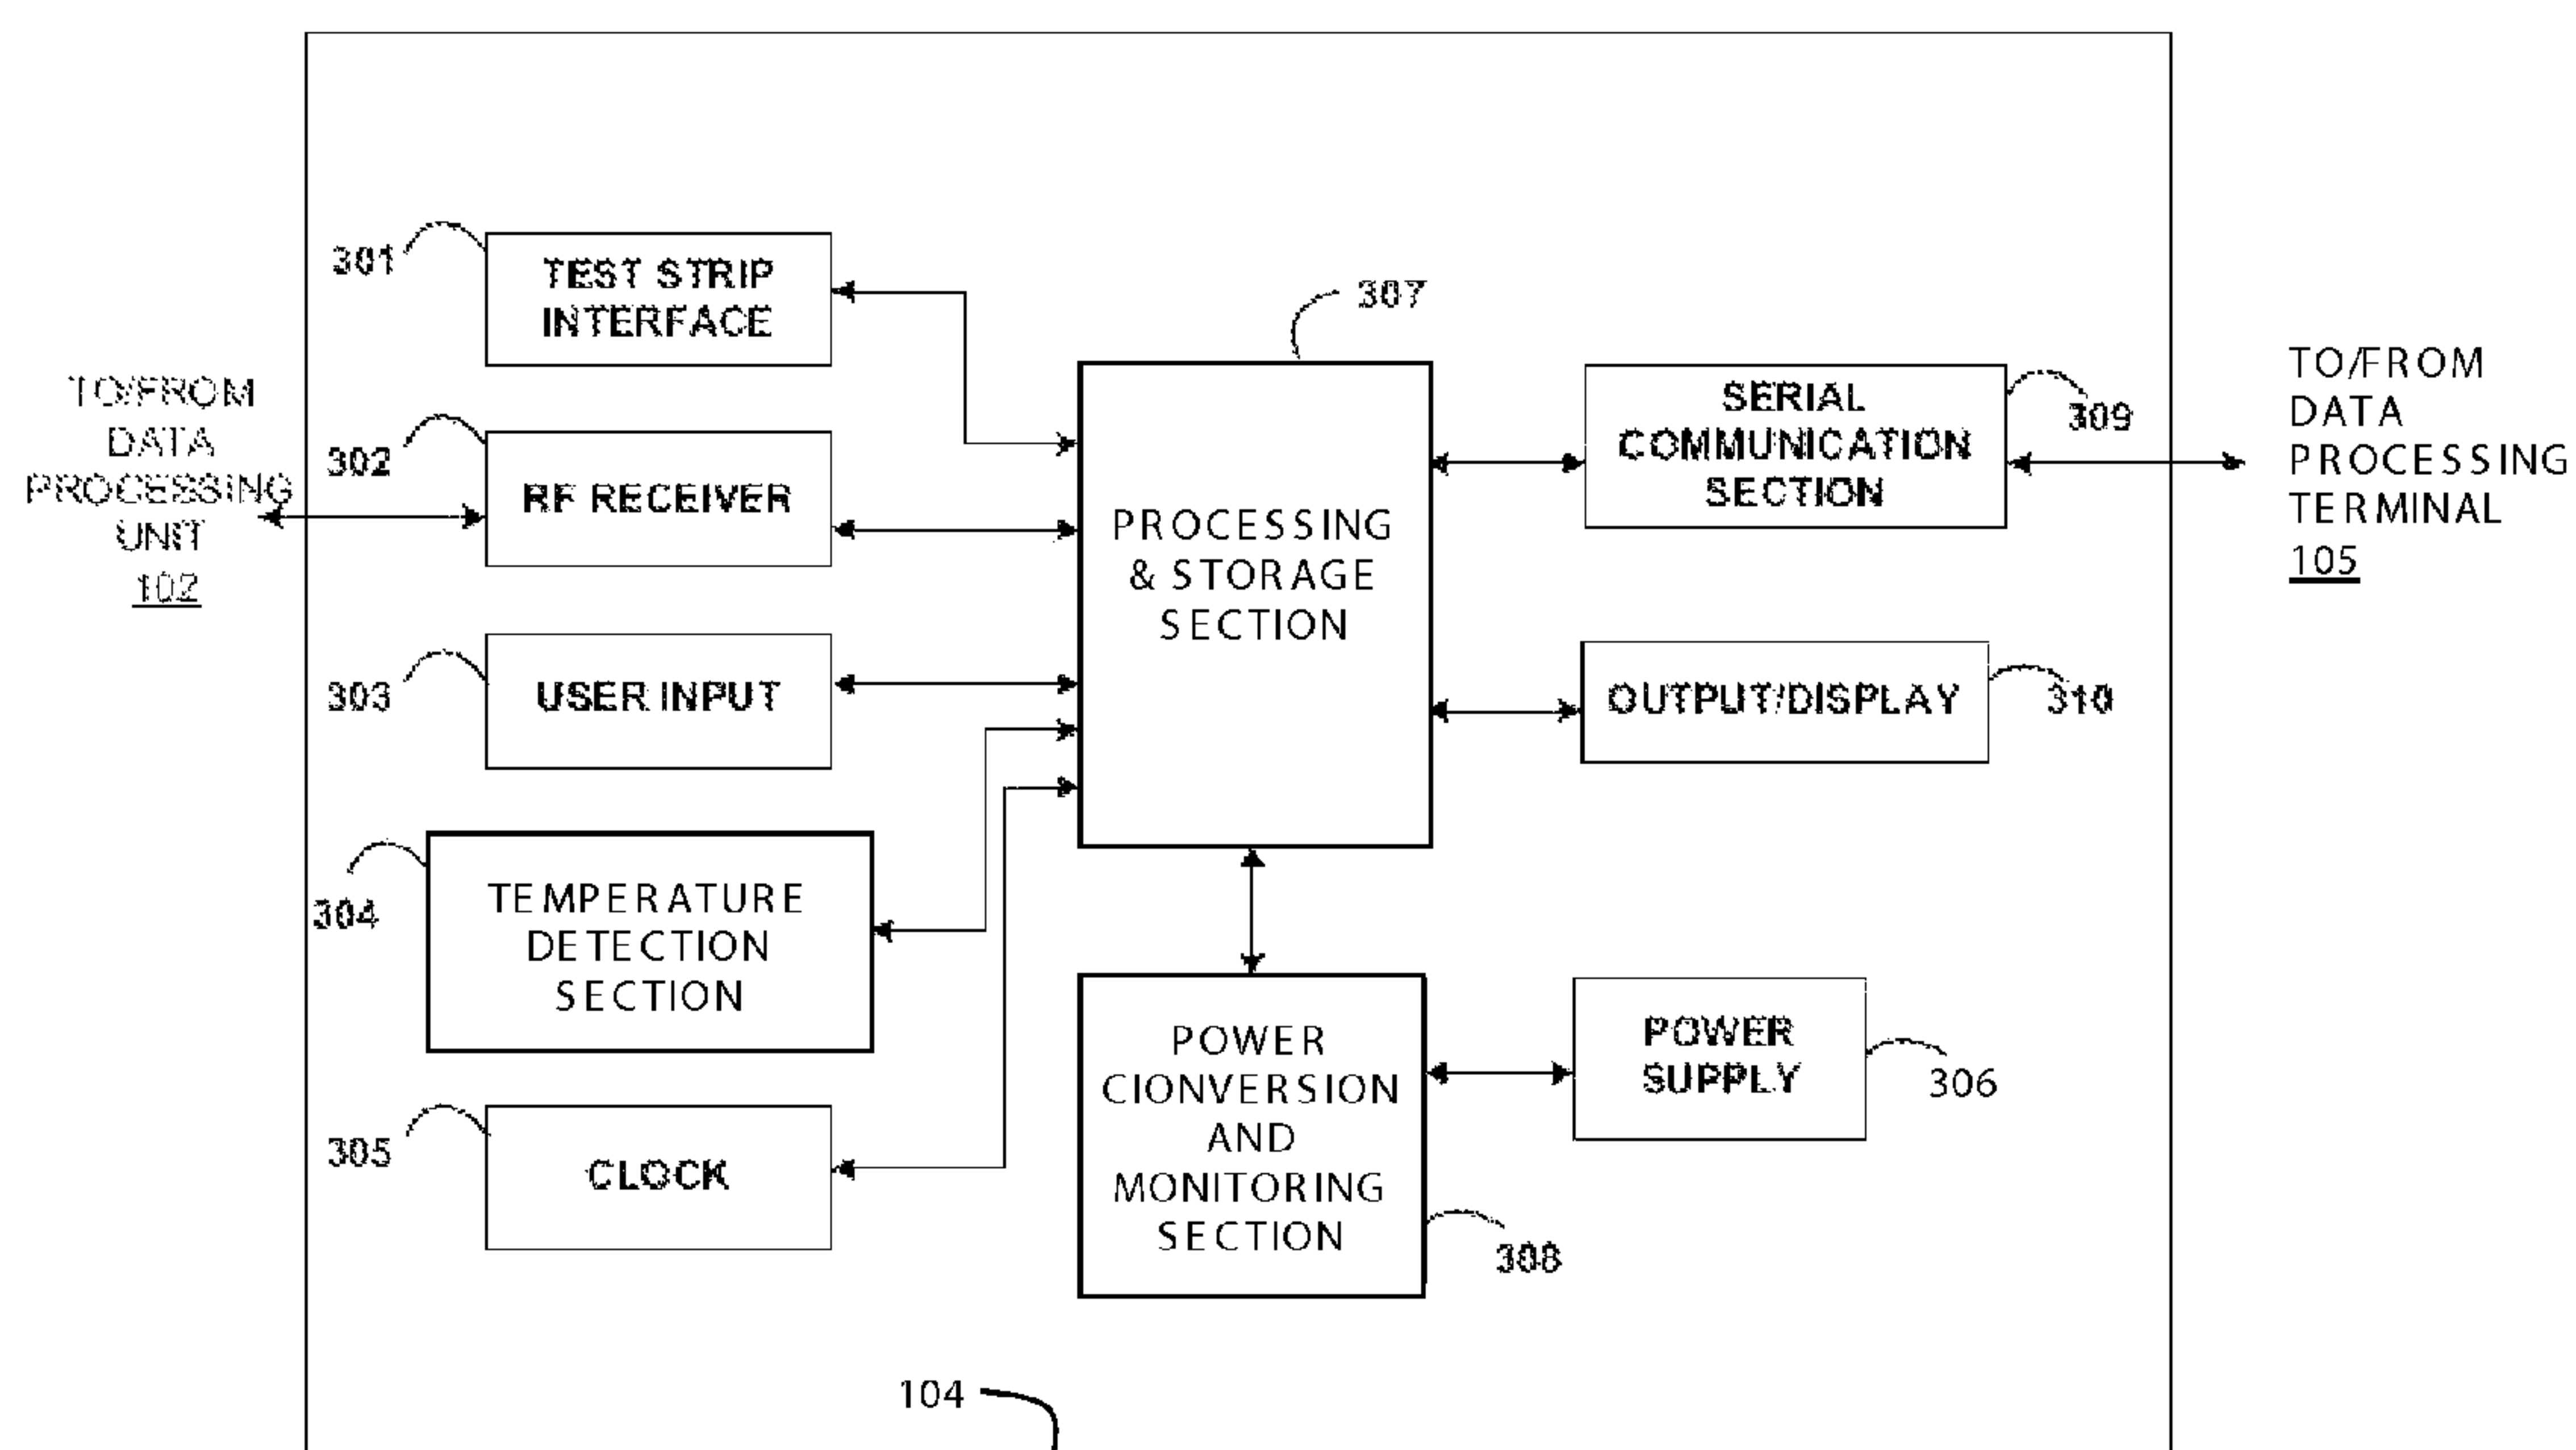 301
TEST STRIP
INTERFACE
TO/FROM
DATA
PROCESSING
UNIT
102
302
RF RECEIVER
303
USER INPUT
304
TEMPERATURE
DETECTION
SECTION
305
CLOCK
307
PROCESSING
& STORAGE
SECTION
POWER
CIONVERSION
AND
MONITORING
SECTION
308
SERIAL
COMMUNICATION
SECTION
309
TO/FROM
DATA
PROCESSING
TERMINAL
105
OUTPUT/DISPLAY
310
POWER
SUPPLY
306
104